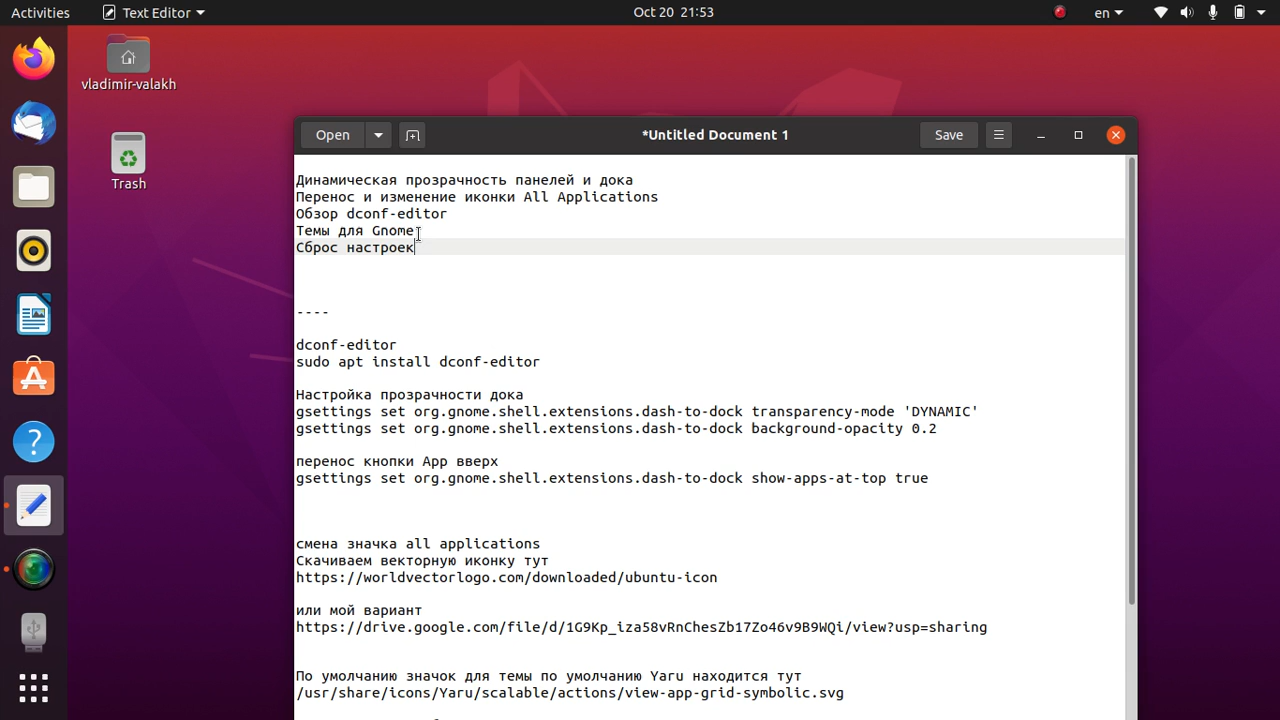 Activities
Text Editor
Oct 20 21:53
en
vladimir-valakh
Trash
Open
*Untitled Document 1
Save
Динамическая прозрачность панелей и дока
Перенос и изменение иконки All Applications
Обзор dconf-editor
Темы для Gnome
Сброс настроек
----
dconf-editor
sudo apt install dconf-editor
Настройка прозрачности дока
gsettings set org.gnome.shell.extensions.dash-to-dock transparency-mode 'DYNAMIC'
gsettings set org.gnome.shell.extensions.dash-to-dock background-opacity 0.2
перенос кнопки App вверх
gsettings set org.gnome.shell.extensions.dash-to-dock show-apps-at-top true
смена значка all applications
Скачиваем векторную иконку тут
https://worldvectorlogo.com/downloaded/ubuntu-icon
или мой вариант
https://drive.google.com/file/d/1G9Kp_iza58vRnChesZb17Zo46v9B9WQi/view?usp=sharing
По умолчанию значок для темы по умолчанию Yaru находится тут
/usr/share/icons/Yaru/scalable/actions/view-app-grid-symbolic.svg